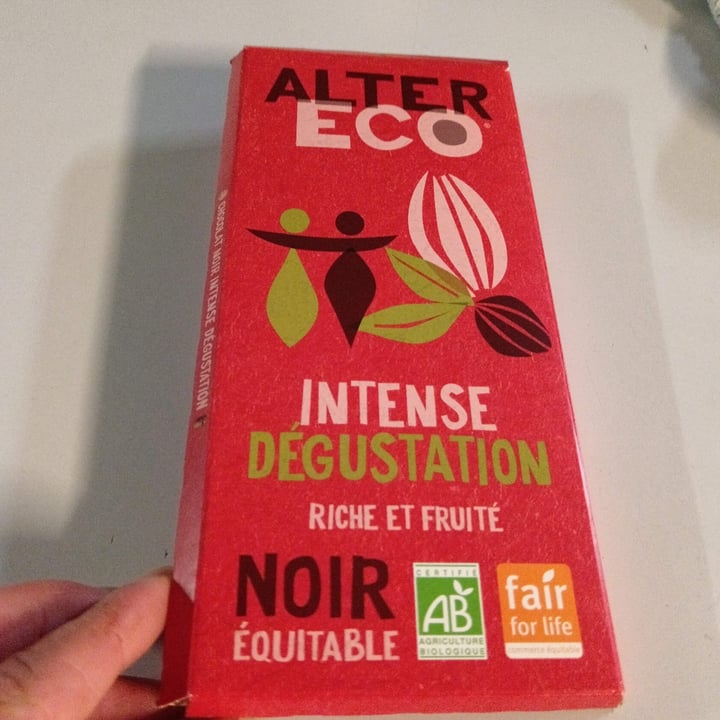 ALTER
ECO
INTENSE
DÉGUSTATION
RICHE ET FRUITÉ
NOIR
ÉQUITABLE
CERTIFIÉ
AB
AGRICULTURE
BIOLOGIQUE
fair
for life
commerce équitable
CHOCOLAT NOIR, INTENSE DÉGUSTATION